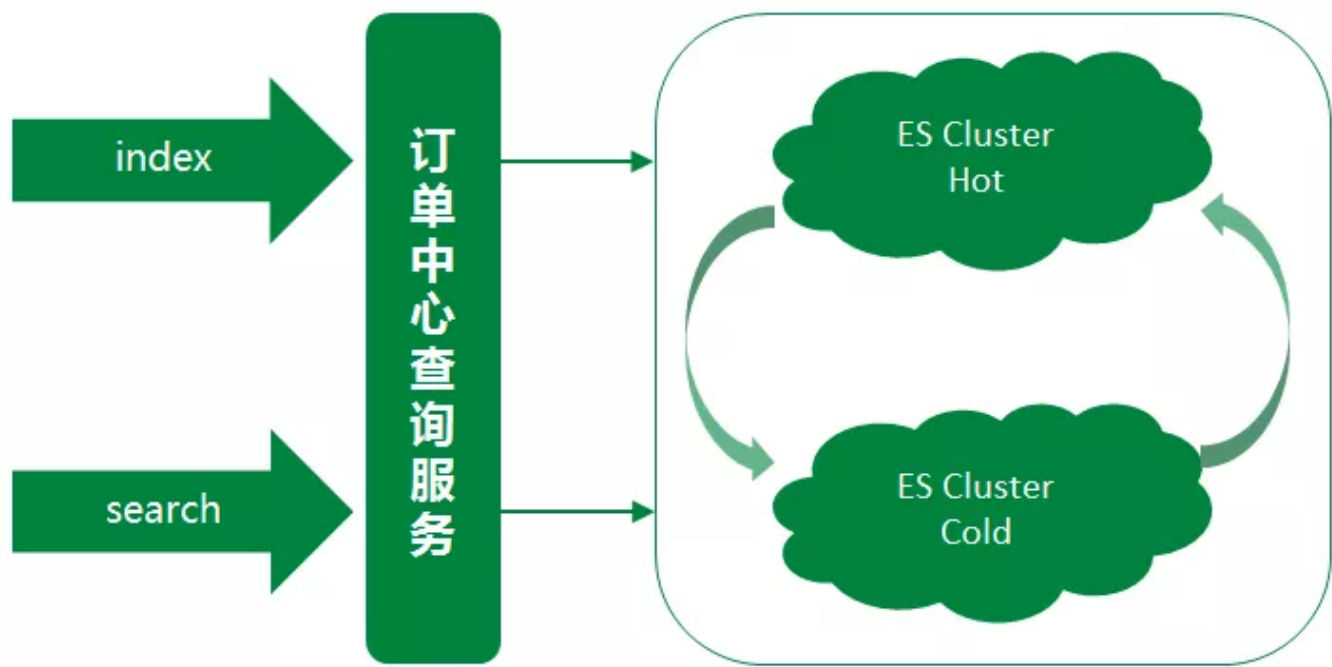 index
search
订单中心查询服务
ES Cluster
Hot
ES Cluster
Cold